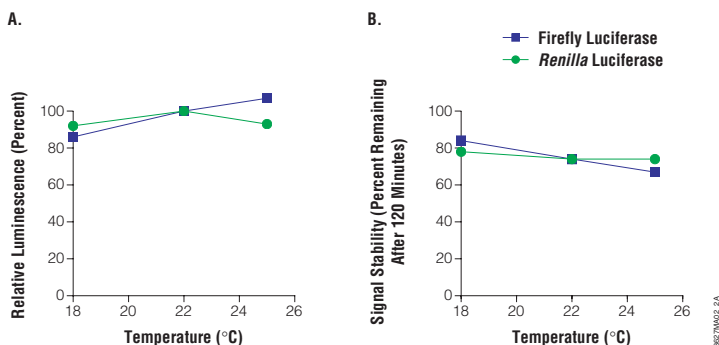 A.
Relative Luminescence (Percent)
100
80
60
40
20
0
18 20 22 24 26
Temperature (°C)
B.
Firefly Luciferase
Renilla Luciferase
Signal Stability (Percent Remaining
After 120 Minutes)
100
80
60
40
20
0
18 20 22 24 26
Temperature (°C)